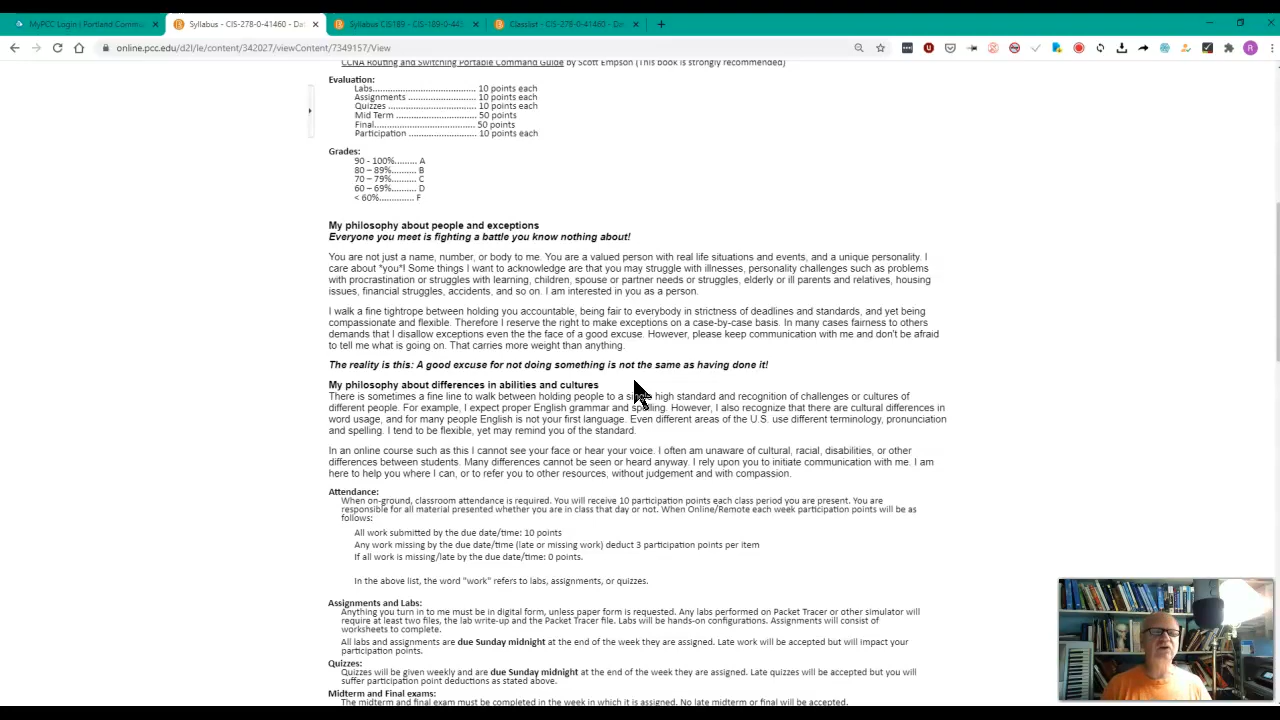 MyPCC Login | Portland Commu
Syllabus - CIS-278-0-41460 - Da
Syllabus CIS189 - CIS-189-0-443
Classlist - CIS-278-0-41460 - De
online.pcc.edu/d2l/le/content/342027/viewContent/7349157/View
CCNA Routing and Switching Portable Command Guide by Scott Empson (This book is strongly recommended)
Evaluation:
Labs...................................... 10 points each
Assignments ......................... 10 points each
Quizzes ................................ 10 points each
Mid Term .............................. 50 points
Final...................................... 50 points
Participation ......................... 10 points each
Grades:
90 - 100%......... A
80 – 89%.......... B
70 – 79%.......... C
60 – 69%.......... D
< 60%.............. F
My philosophy about people and exceptions
Everyone you meet is fighting a battle you know nothing about!
You are not just a name, number, or body to me. You are a valued person with real life situations and events, and a unique personality. I
care about *you*! Some things I want to acknowledge are that you may struggle with illnesses, personality challenges such as problems
with procrastination or struggles with learning, children, spouse or partner needs or struggles, elderly or ill parents and relatives, housing
issues, financial struggles, accidents, and so on. I am interested in you as a person.
I walk a fine tightrope between holding you accountable, being fair to everybody in strictness of deadlines and standards, and yet being
compassionate and flexible. Therefore I reserve the right to make exceptions on a case-by-case basis. In many cases fairness to others
demands that I disallow exceptions even the the face of a good excuse. However, please keep communication with me and don't be afraid
to tell me what is going on. That carries more weight than anything.
The reality is this: A good excuse for not doing something is not the same as having done it!
My philosophy about differences in abilities and cultures
There is sometimes a fine line to walk between holding people to a high standard and recognition of challenges or cultures of
different people. For example, I expect proper English grammar and spelling. However, I also recognize that there are cultural differences in
word usage, and for many people English is not your first language. Even different areas of the U.S. use different terminology, pronunciation
and spelling. I tend to be flexible, yet may remind you of the standard.
In an online course such as this I cannot see your face or hear your voice. I often am unaware of cultural, racial, disabilities, or other
differences between students. Many differences cannot be seen or heard anyway. I rely upon you to initiate communication with me. I am
here to help you where I can, or to refer you to other resources, without judgement and with compassion.
Attendance:
When on-ground, classroom attendance is required. You will receive 10 participation points each class period you are present. You are
responsible for all material presented whether you are in class that day or not. When Online/Remote each week participation points will be as
follows:
All work submitted by the due date/time: 10 points
Any work missing by the due date/time (late or missing work) deduct 3 participation points per item
If all work is missing/late by the due date/time: 0 points.
In the above list, the word "work" refers to labs, assignments, or quizzes.
Assignments and Labs:
Anything you turn in to me must be in digital form, unless paper form is requested. Any labs performed on Packet Tracer or other simulator will
require at least two files, the lab write-up and the Packet Tracer file. Labs will be hands-on configurations. Assignments will consist of
worksheets to complete.
All labs and assignments are due Sunday midnight at the end of the week they are assigned. Late work will be accepted but will impact your
participation points.
Quizzes:
Quizzes will be given weekly and are due Sunday midnight at the end of the week they are assigned. Late quizzes will be accepted but you will
suffer participation point deductions as stated above.
Midterm and Final exams:
The midterm and final exam must be completed in the week in which it is assigned. No late midterm or final will be accepted.